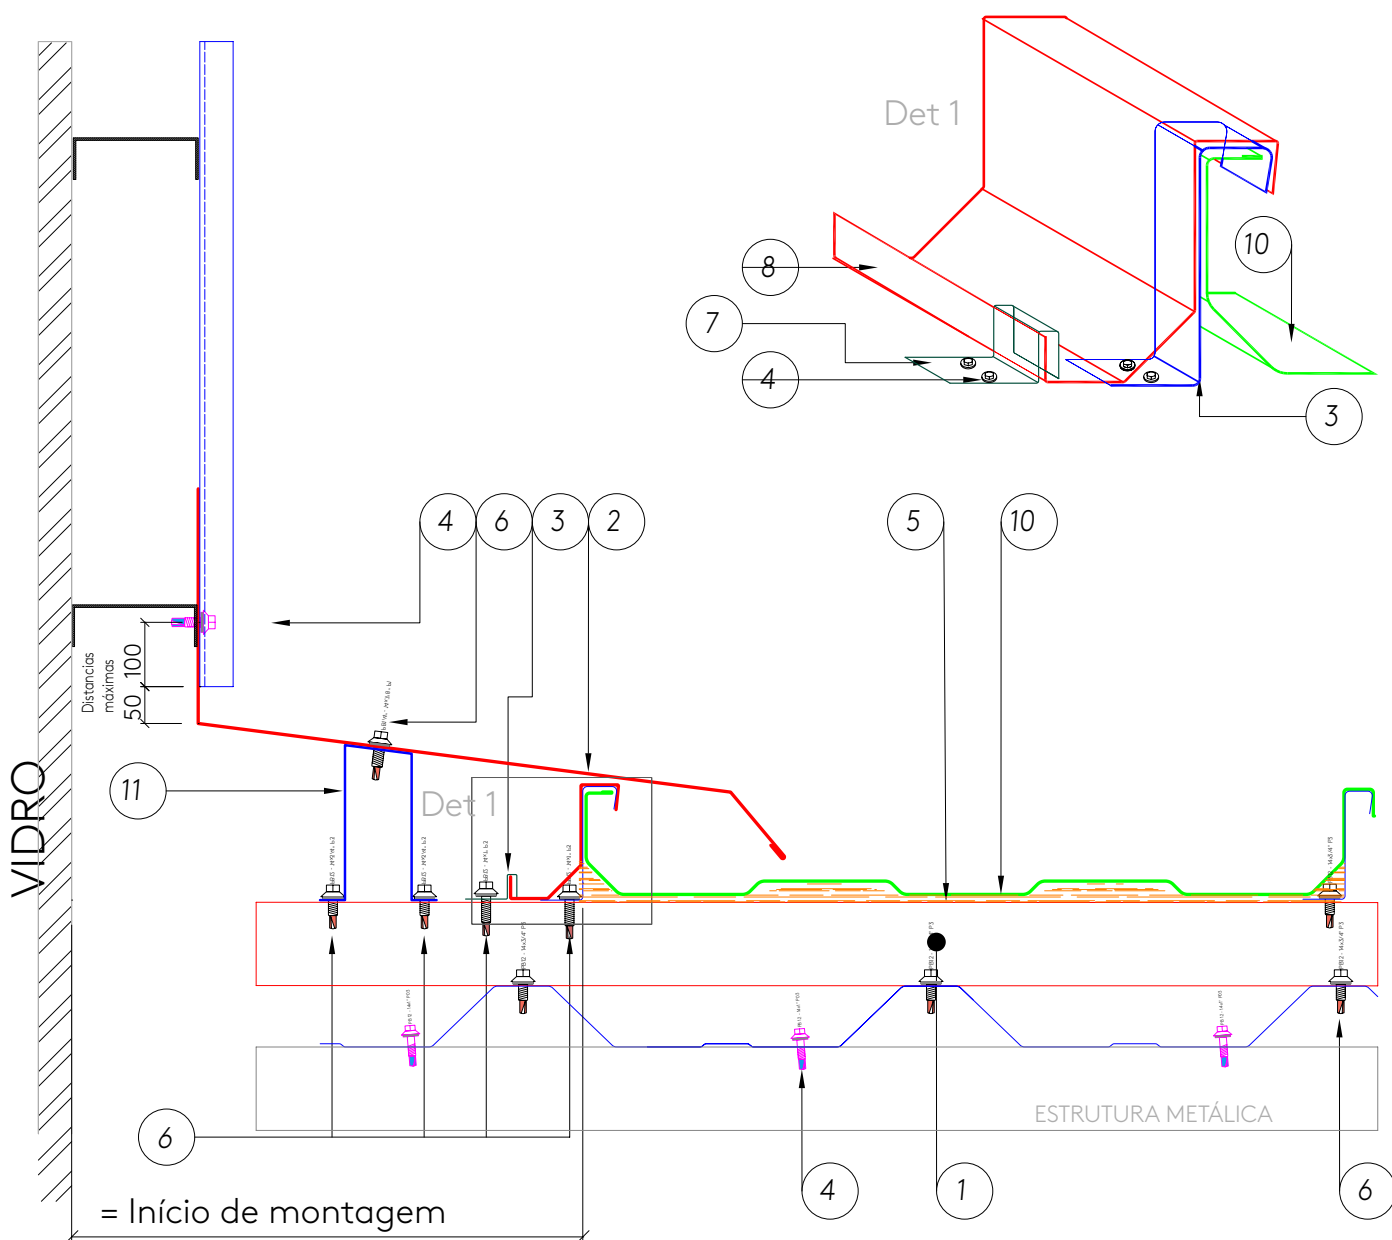 Det 1
8
7
4
10
3
4
6
3
2
5
10
Distancias
máximas
100
50
11
Det 1
VIDRO
ESTRUTURA METÁLICA
6
4
1
6
= Início de montagem